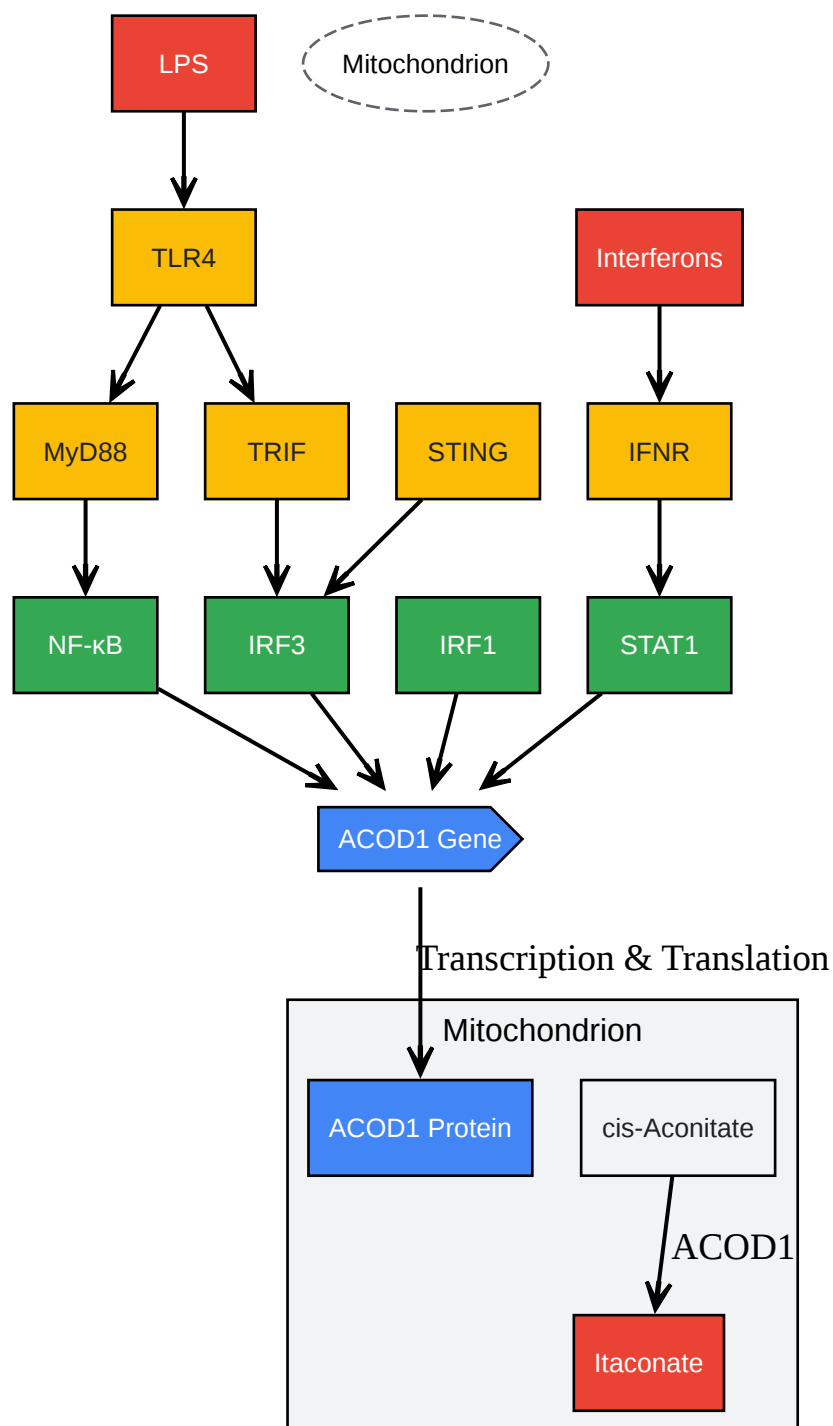 LPS
Mitochondrion
TLR4
Interferons
MyD88
TRIF
STING
IFNR
NF-κB
IRF3
IRF1
STAT1
ACOD1 Gene
Transcription & Translation
Mitochondrion
ACOD1 Protein
cis-Aconitate
ACOD1
Itaconate